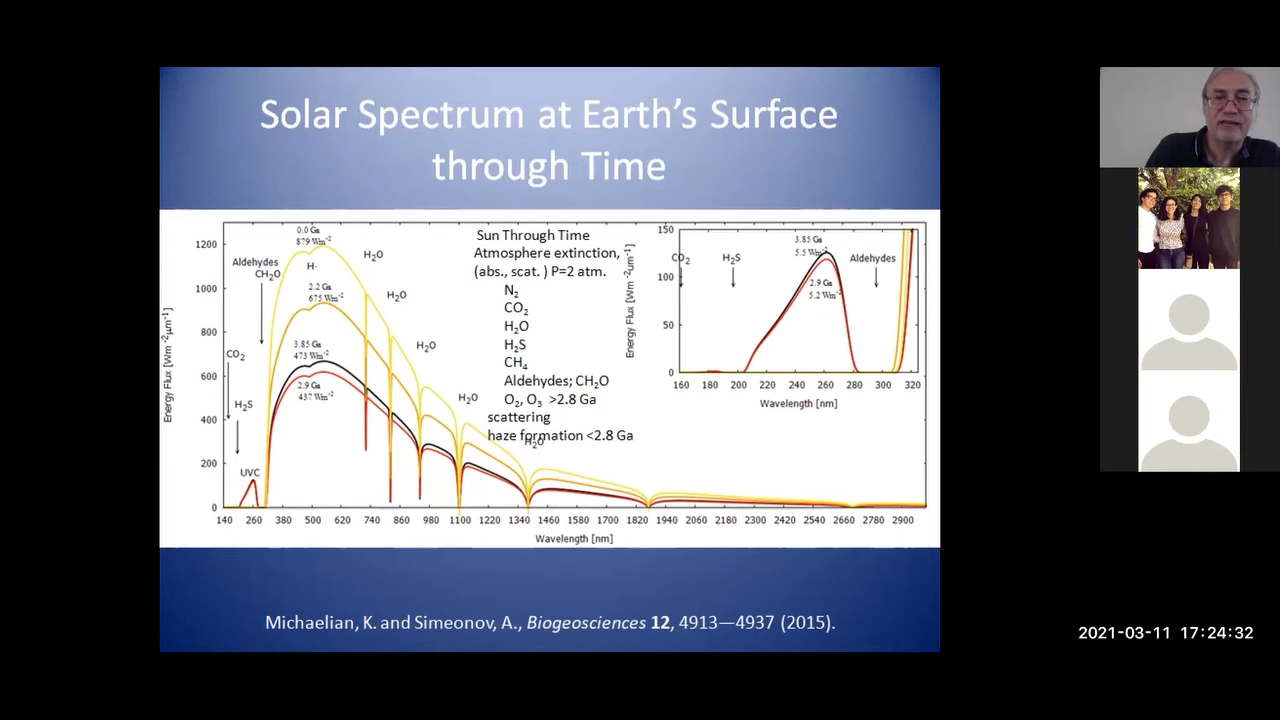 Solar Spectrum at Earth's Surface
through Time
Energy Flux [Wm⁻²μm⁻¹]
1200
1000
800
600
400
200
0
140 260 380 500 620 740 860 980 1100 1220 1340 1460 1580 1700 1820 1940 2060 2180 2300 2420 2540 2660 2780 2900
Wavelength [nm]
0.0 Ga
879 Wm⁻²
Aldehydes
CH₂O
H-
2.2 Ga
675 Wm⁻²
3.85 Ga
473 Wm⁻²
2.9 Ga
437 Wm⁻²
CO₂
H₂S
UVC
H₂O
H₂O
H₂O
H₂O
H₂O
Sun Through Time
Atmosphere extinction,
(abs., scat. ) P=2 atm.
N₂
CO₂
H₂O
H₂S
CH₄
Aldehydes; CH₂O
O₂, O₃ >2.8 Ga
scattering
haze formation <2.8 Ga
Energy Flux [Wm⁻²um⁻¹]
150
100
50
0
CO₂
H₂S
3.85 Ga
5.5 Wm⁻²
Aldehydes
2.9 Ga
5.2 Wm⁻²
160 180 200 220 240 260 280 300 320
Wavelength [nm]
Michaelian, K. and Simeonov, A., Biogeosciences 12, 4913—4937 (2015).
2021-03-11 17:24:32